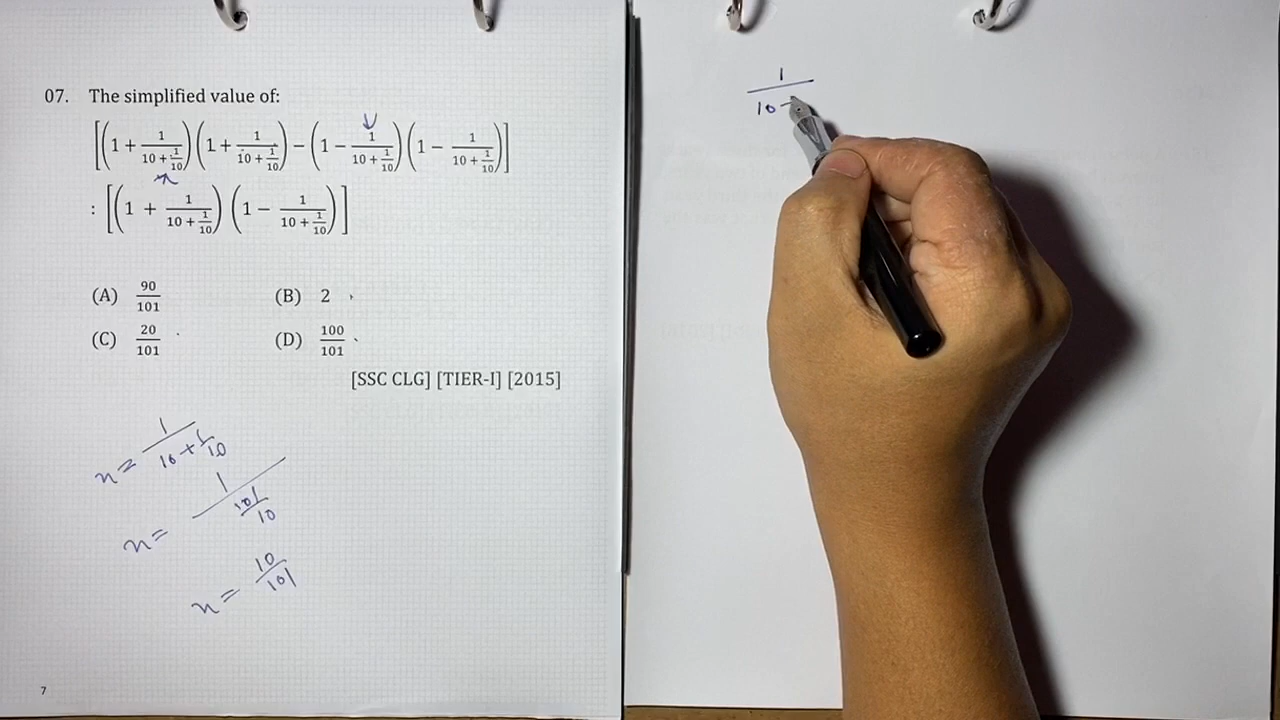 07. The simplified value of:
[(1 + 1/(10 + 1/10))(1 + 1/(10 + 1/10)) − (1 − 1/(10 + 1/10))(1 − 1/(10 + 1/10))]
: [(1 + 1/(10 + 1/10))(1 − 1/(10 + 1/10))]
(A) 90/101 (B) 2
(C) 20/101 (D) 100/101
[SSC CLG] [TIER-I] [2015]
x = 1/(10 + 1/10)
x = 1/(101/10)
x = 10/101
7
1/10